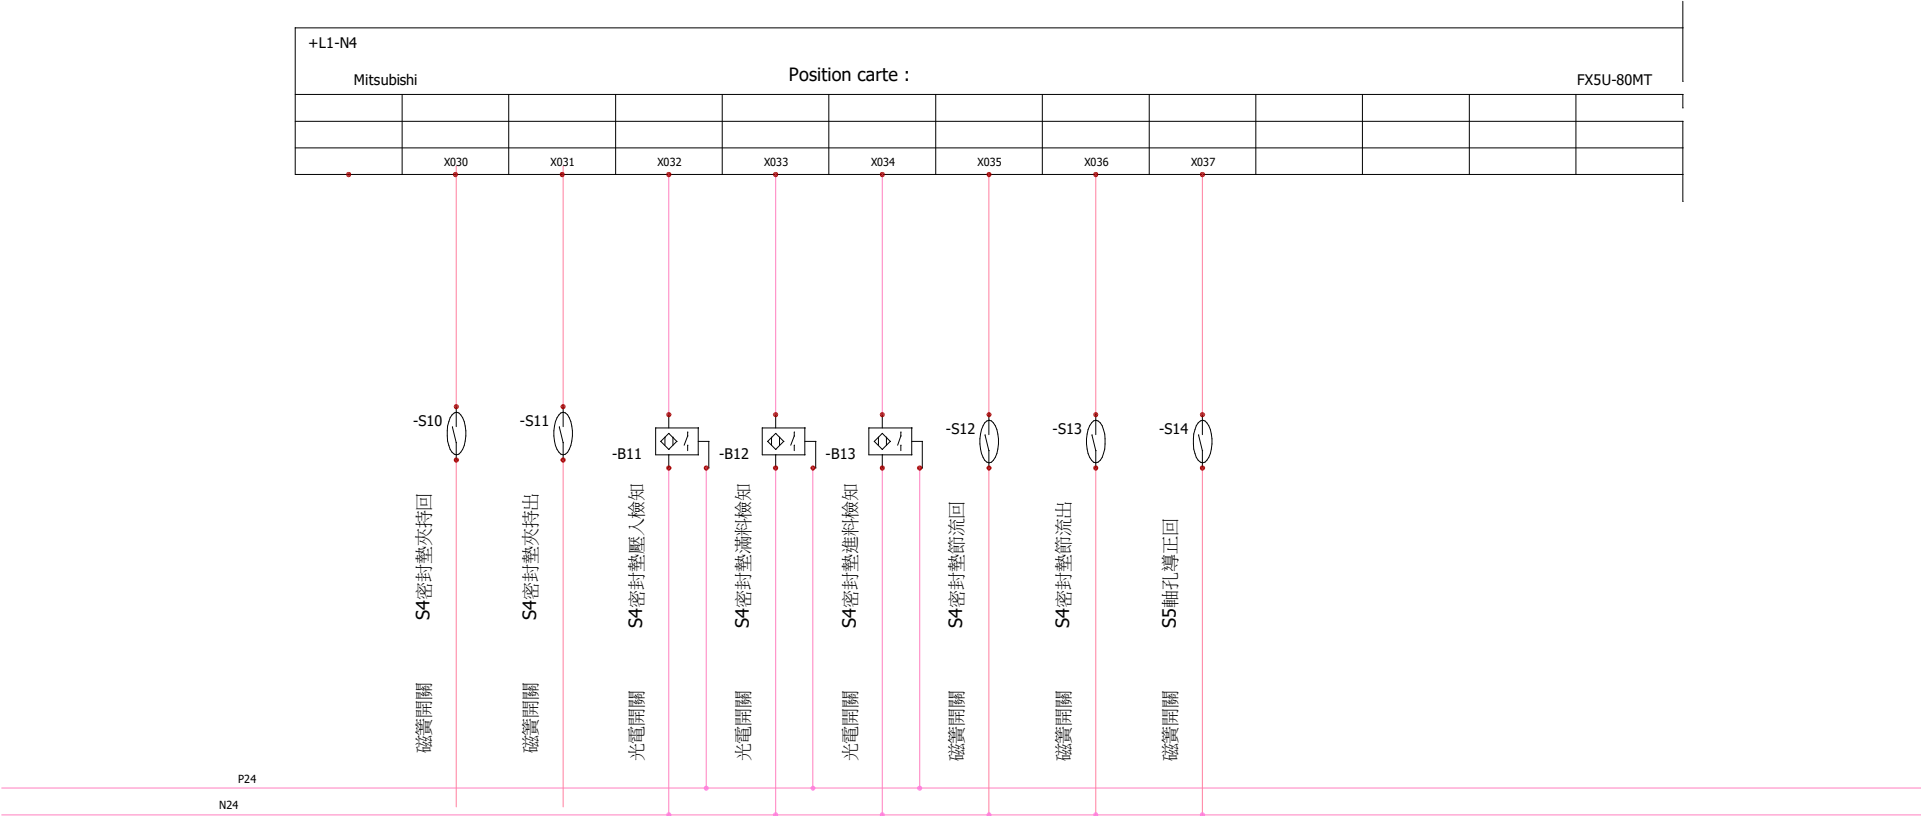 +L1-N4
Mitsubishi
Position carte :
FX5U-80MT
X030
X031
X032
X033
X034
X035
X036
X037
-S10
-S11
-B11
-B12
-B13
-S12
-S13
-S14
S4密封墊夾持回
S4密封墊夾持出
S4密封墊壓入檢知
S4密封墊滿料檢知
S4密封墊進料檢知
S4密封墊節流回
S4密封墊節流出
S5軸孔導正回
磁簧開關
磁簧開關
光電開關
光電開關
光電開關
磁簧開關
磁簧開關
磁簧開關
P24
N24